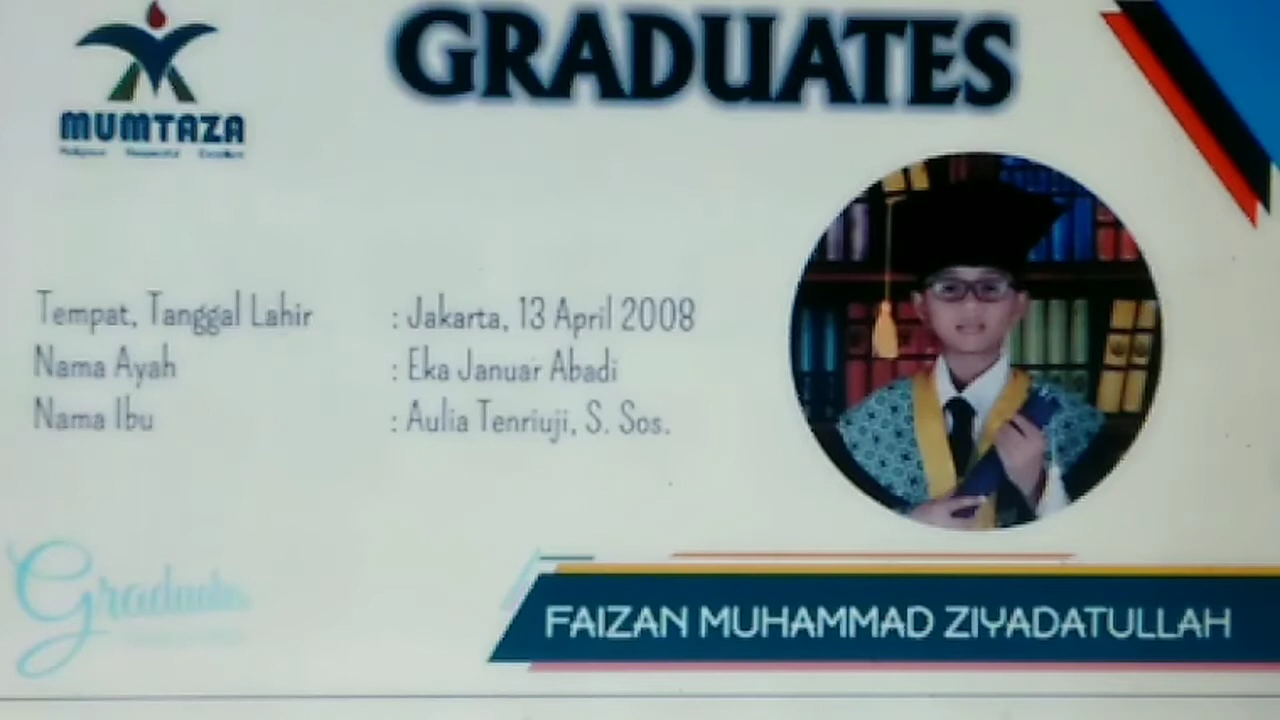 GRADUATES
MUMTAZA
Tempat, Tanggal Lahir : Jakarta, 13 April 2008
Nama Ayah : Eka Januar Abadi
Nama Ibu : Aulia Tenriuji, S. Sos.
Graduates
FAIZAN MUHAMMAD ZIYADATULLAH